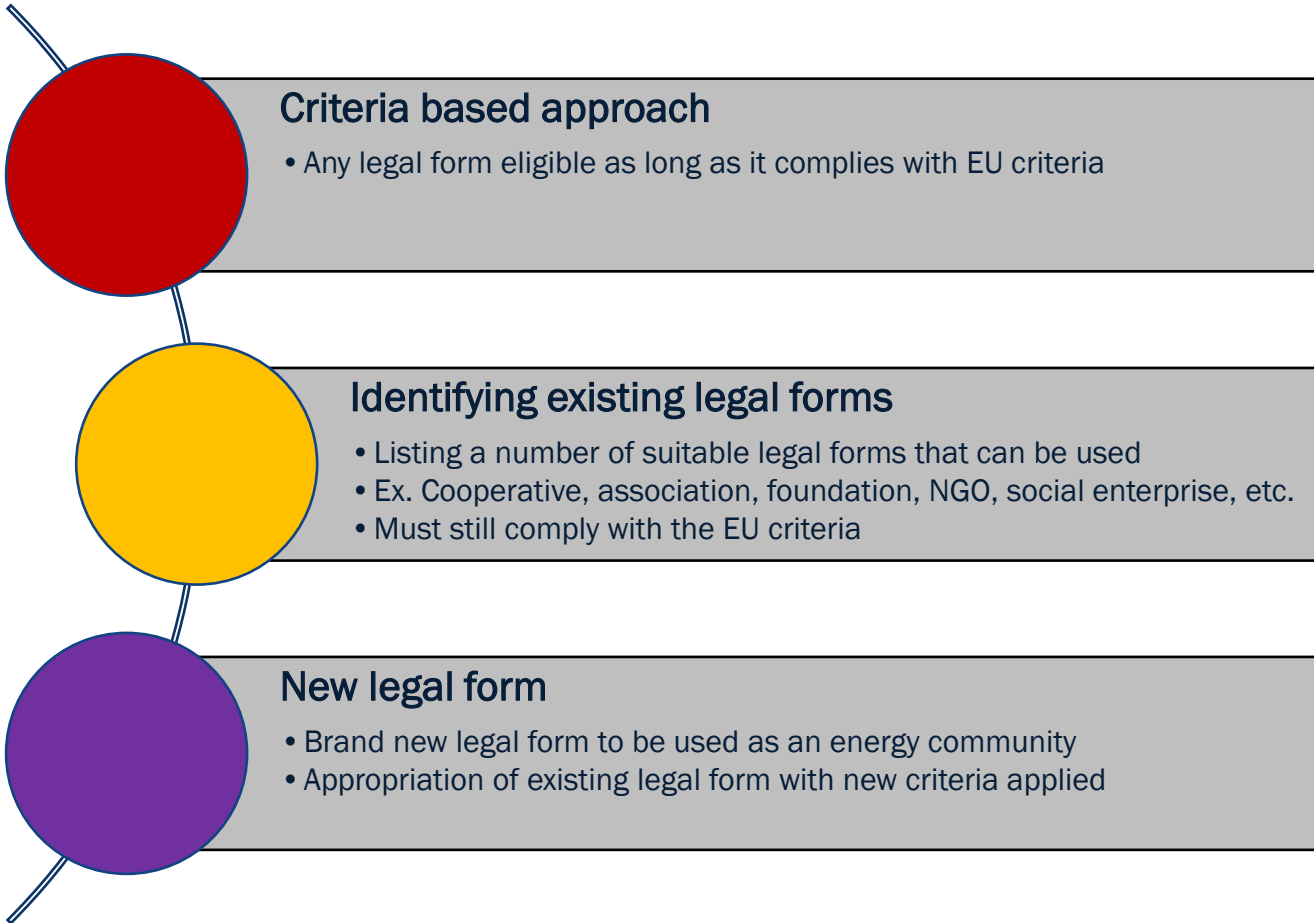 Criteria based approach
• Any legal form eligible as long as it complies with EU criteria
Identifying existing legal forms
• Listing a number of suitable legal forms that can be used
• Ex. Cooperative, association, foundation, NGO, social enterprise, etc.
• Must still comply with the EU criteria
New legal form
• Brand new legal form to be used as an energy community
• Appropriation of existing legal form with new criteria applied